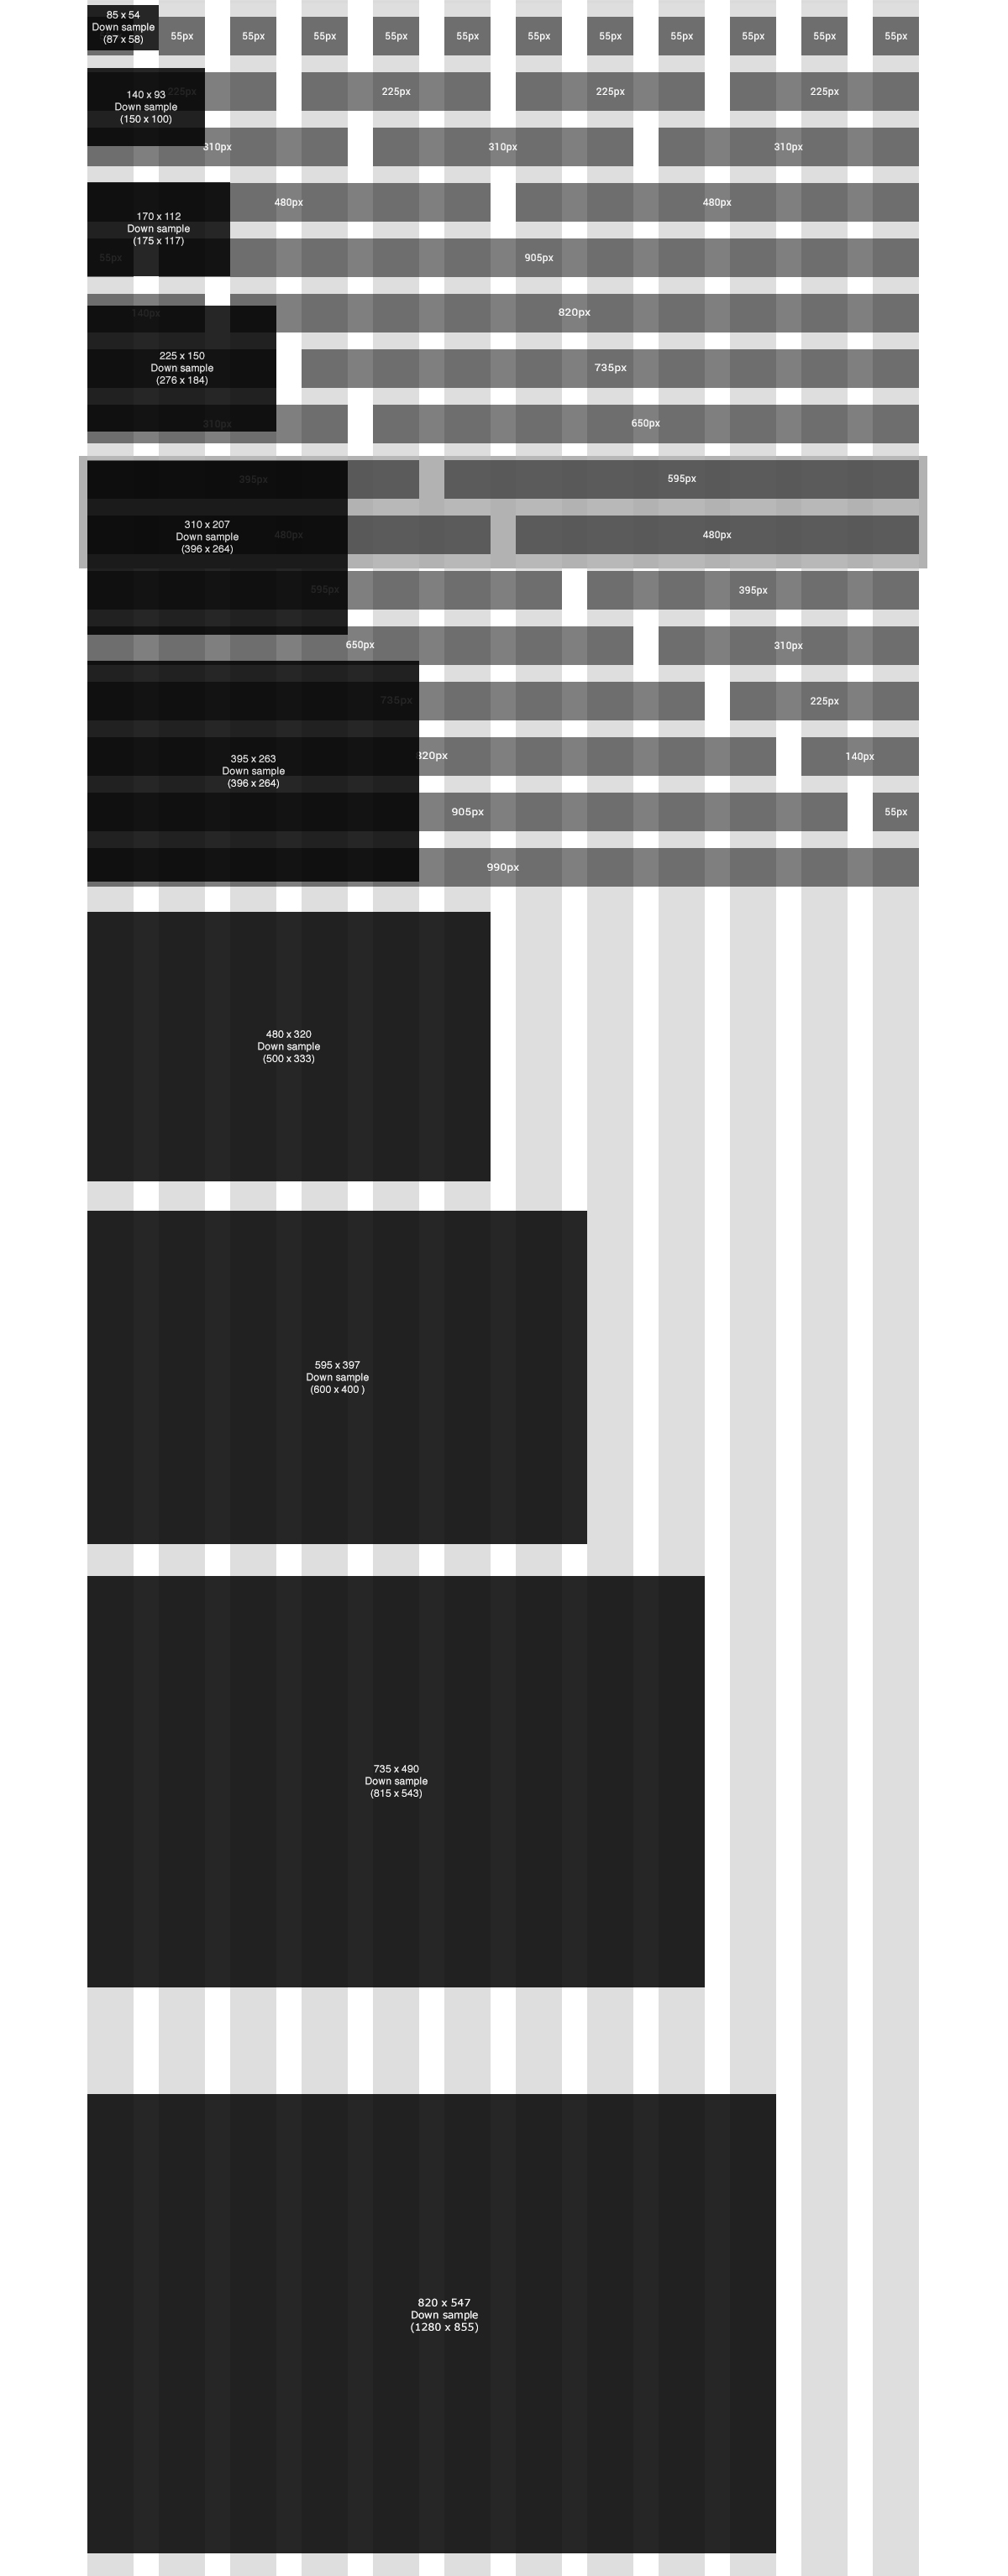 85 x 54
Down sample
(87 x 58)
55px 55px 55px 55px 55px 55px 55px 55px 55px 55px 55px
140 x 93
Down sample
(150 x 100)
225px 225px 225px 225px
310px 310px 310px
170 x 112
Down sample
(175 x 117)
480px 480px
55px 905px
140px 820px
225 x 150
Down sample
(276 x 184)
735px
310px 650px
395px 595px
310 x 207
Down sample
(396 x 264)
480px 480px
595px 395px
650px 310px
735px 225px
395 x 263
Down sample
(396 x 264)
820px 140px
905px 55px
990px
480 x 320
Down sample
(500 x 333)
595 x 397
Down sample
(600 x 400 )
735 x 490
Down sample
(815 x 543)
820 x 547
Down sample
(1280 x 855)